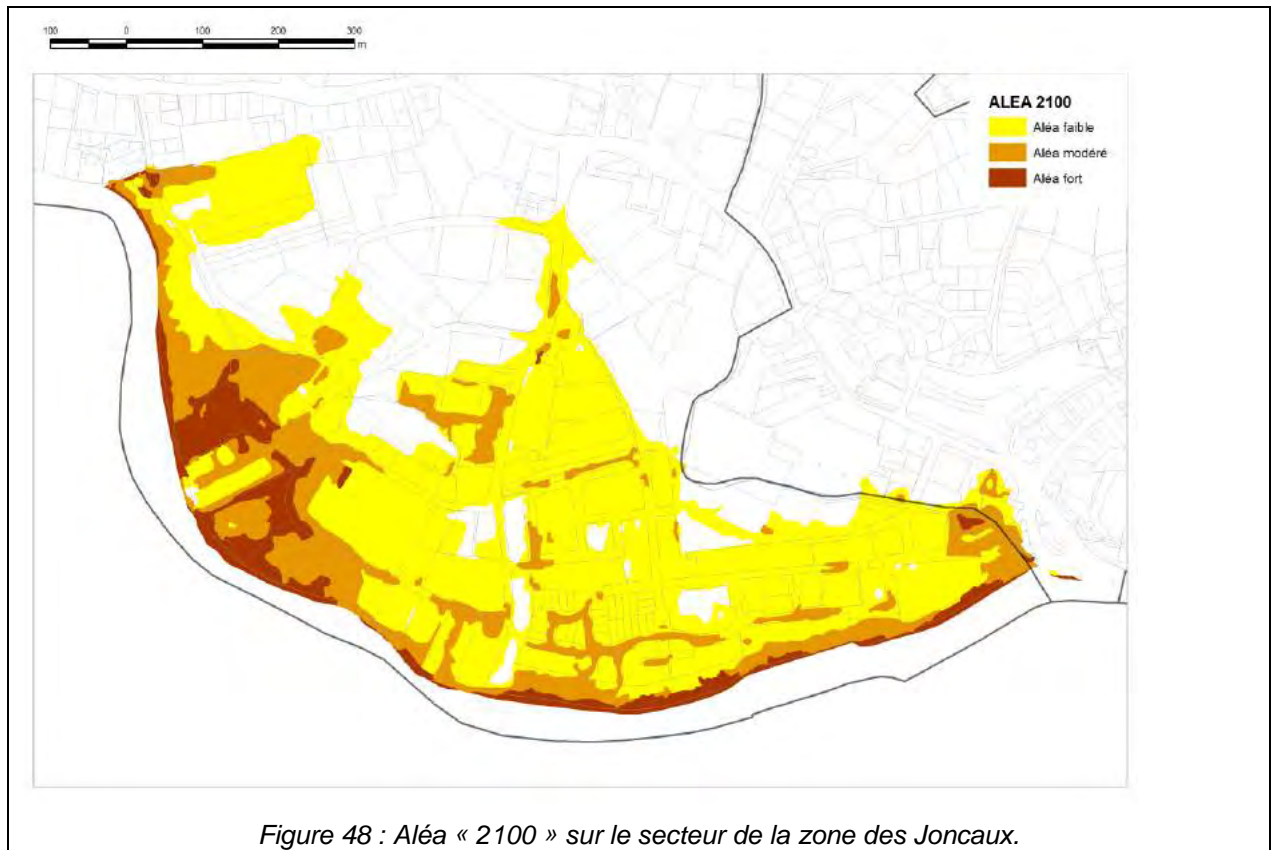 100 0 100 200 300
m
ALEA 2100
Aléa faible
Aléa modéré
Aléa fort
Figure 48 : Aléa « 2100 » sur le secteur de la zone des Joncaux.